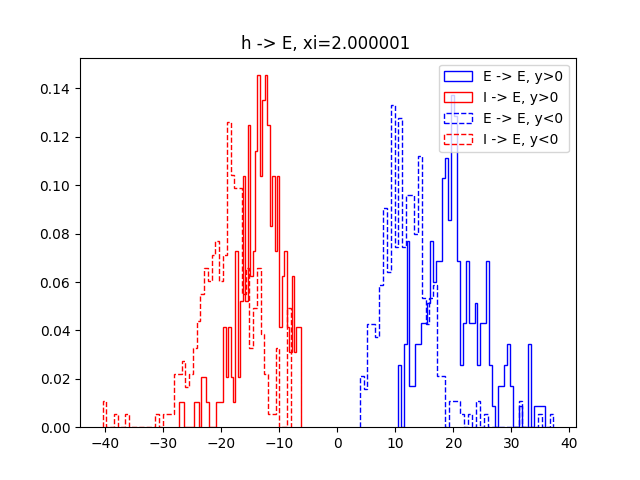 h -> E, xi=2.000001
E -> E, y>0
I -> E, y>0
E -> E, y<0
I -> E, y<0
0.14
0.12
0.10
0.08
0.06
0.04
0.02
0.00
−40 −30 −20 −10 0 10 20 30 40